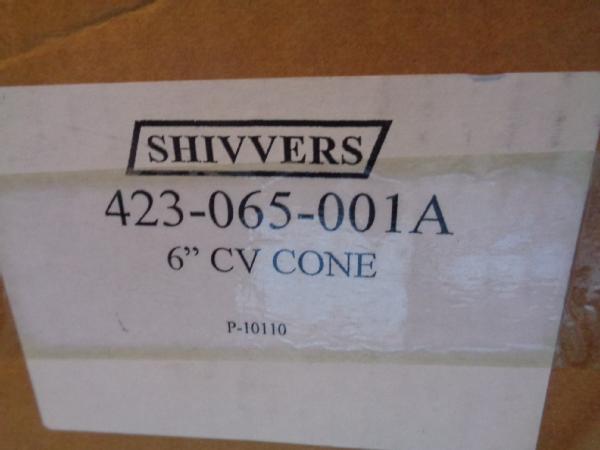 SHIVVERS
423-065-001A
6” CV CONE
P-10110